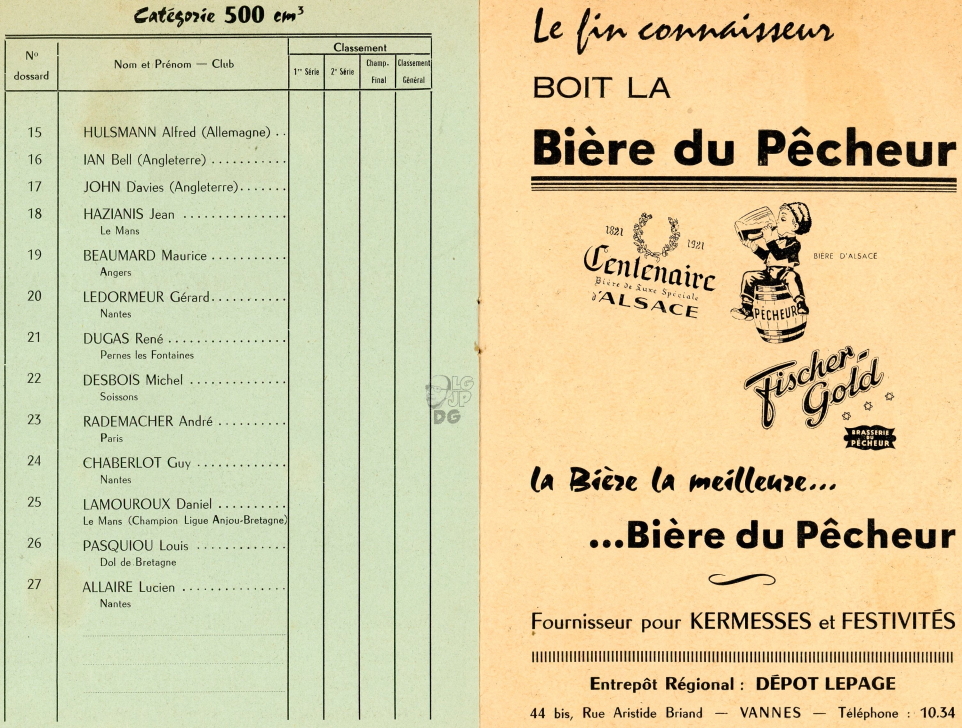 Catégorie 500 cm³
Nº dossard
Nom et Prénom — Club
Classement
1re Série
2e Série
Champ. Final
Classement Général
15 HULSMANN Alfred (Allemagne) ..
16 IAN Bell (Angleterre) ...........
17 JOHN Davies (Angleterre).......
18 HAZIANIS Jean ...............
Le Mans
19 BEAUMARD Maurice ...........
Angers
20 LEDORMEUR Gérard...........
Nantes
21 DUGAS René .................
Pernes les Fontaines
22 DESBOIS Michel ..............
Soissons
23 RADEMACHER André ..........
Paris
24 CHABERLOT Guy .............
Nantes
25 LAMOUROUX Daniel ..........
Le Mans (Champion Ligue Anjou-Bretagne)
26 PASQUIOU Louis .............
Dol de Bretagne
27 ALLAIRE Lucien ...............
Nantes
LG
JP
DG
Le fin connaisseur
BOIT LA
Bière du Pêcheur
1821 1921
Centenaire
Bière de Luxe Spéciale
d'ALSACE
BIÈRE D'ALSACE
PECHEUR
Fischer-
Gold
BRASSERIE
DU
PÊCHEUR
la Bière la meilleure...
...Bière du Pêcheur
Fournisseur pour KERMESSES et FESTIVITÉS
Entrepôt Régional : DÉPOT LEPAGE
44 bis, Rue Aristide Briand — VANNES — Téléphone : 10.34